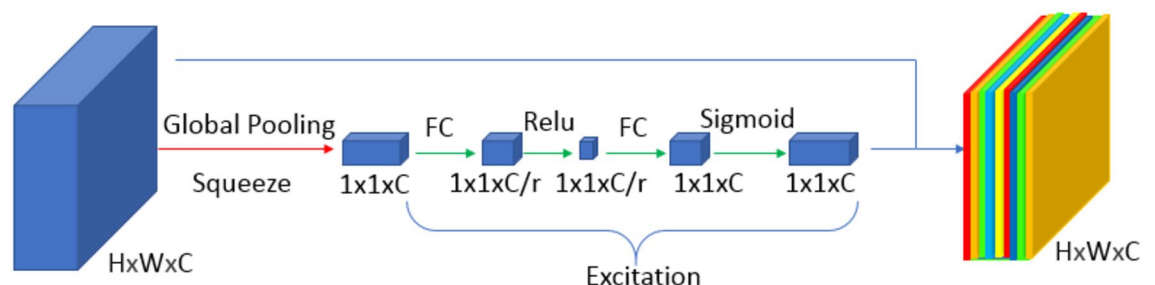 Global Pooling
Squeeze
FC
Relu
FC
Sigmoid
1x1xC
1x1xC/r
1x1xC/r
1x1xC
1x1xC
HxWxC
HxWxC
Excitation